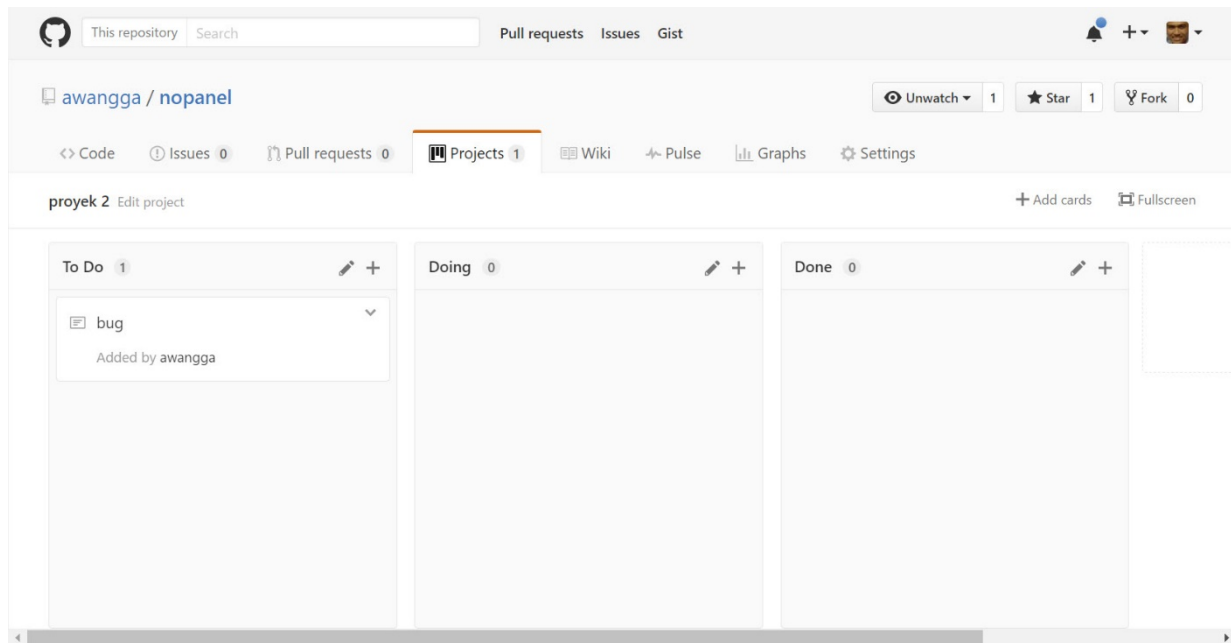 This repository Search Pull requests Issues Gist
awangga / nopanel Unwatch 1 Star 1 Fork 0
Code Issues 0 Pull requests 0 Projects 1 Wiki Pulse Graphs Settings
proyek 2 Edit project Add cards Fullscreen
To Do 1 Doing 0 Done 0
bug
Added by awangga